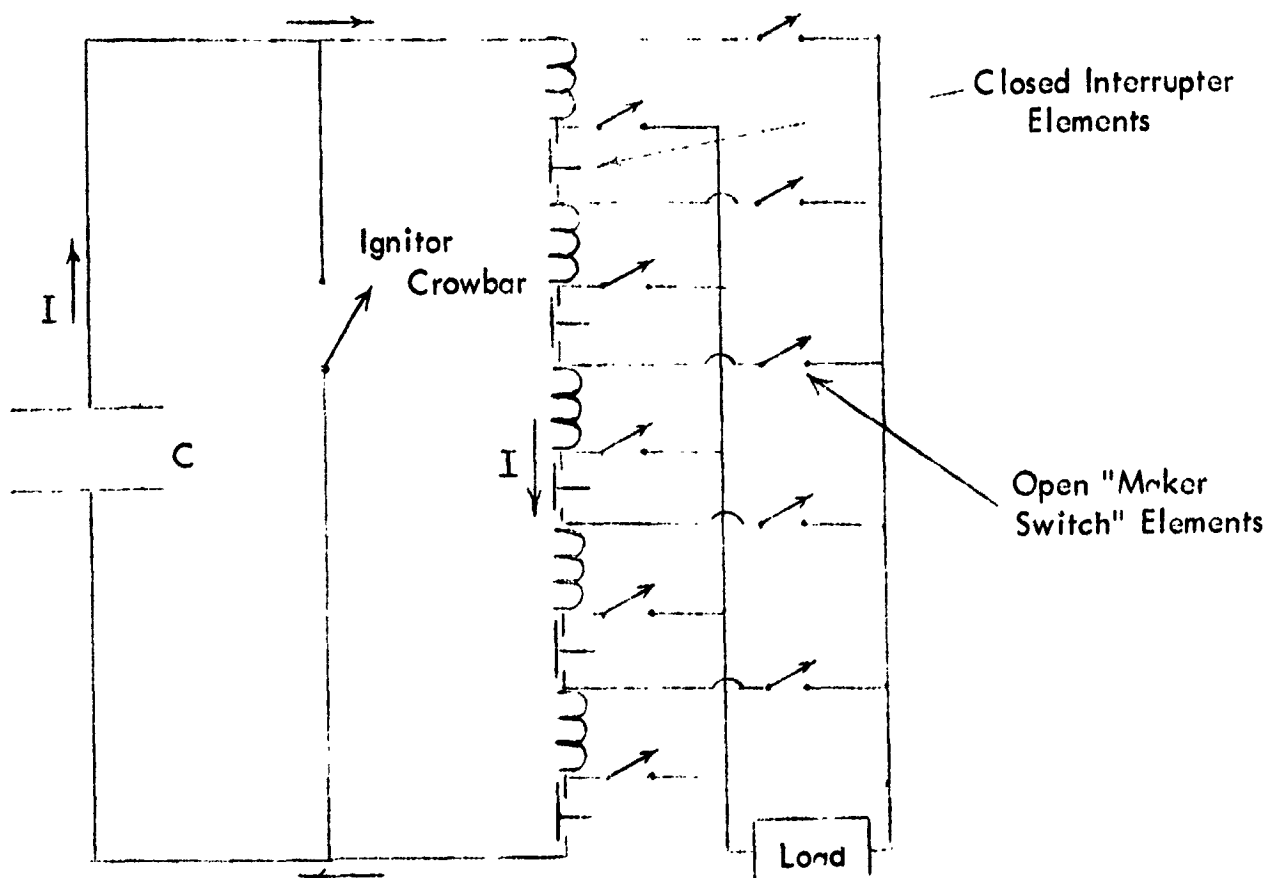 Closed Interrupter
Elements
Ignitor
Crowbar
I
C
I
Open "Maker
Switch" Elements
Load